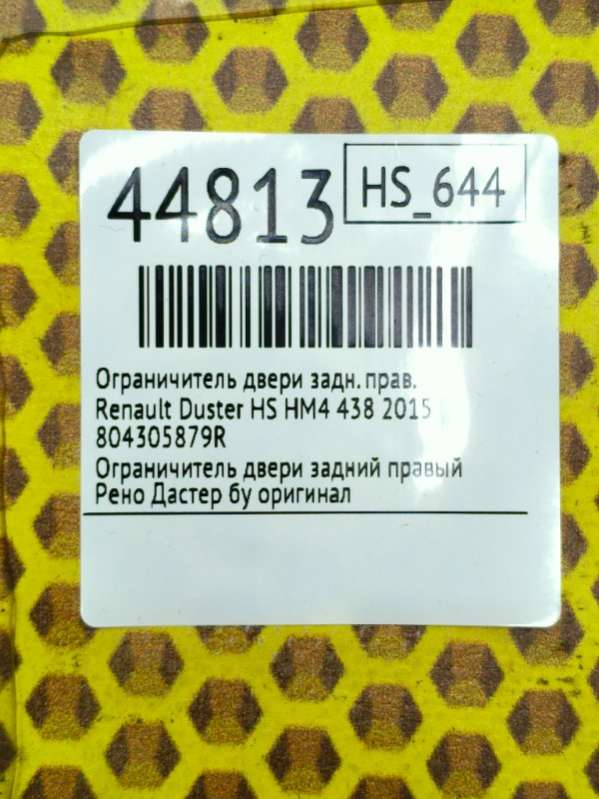 44813
HS_644
Ограничитель двери задн. прав.
Renault Duster HS HM4 438 2015
804305879R
Ограничитель двери задний правый
Рено Дастер бу оригинал